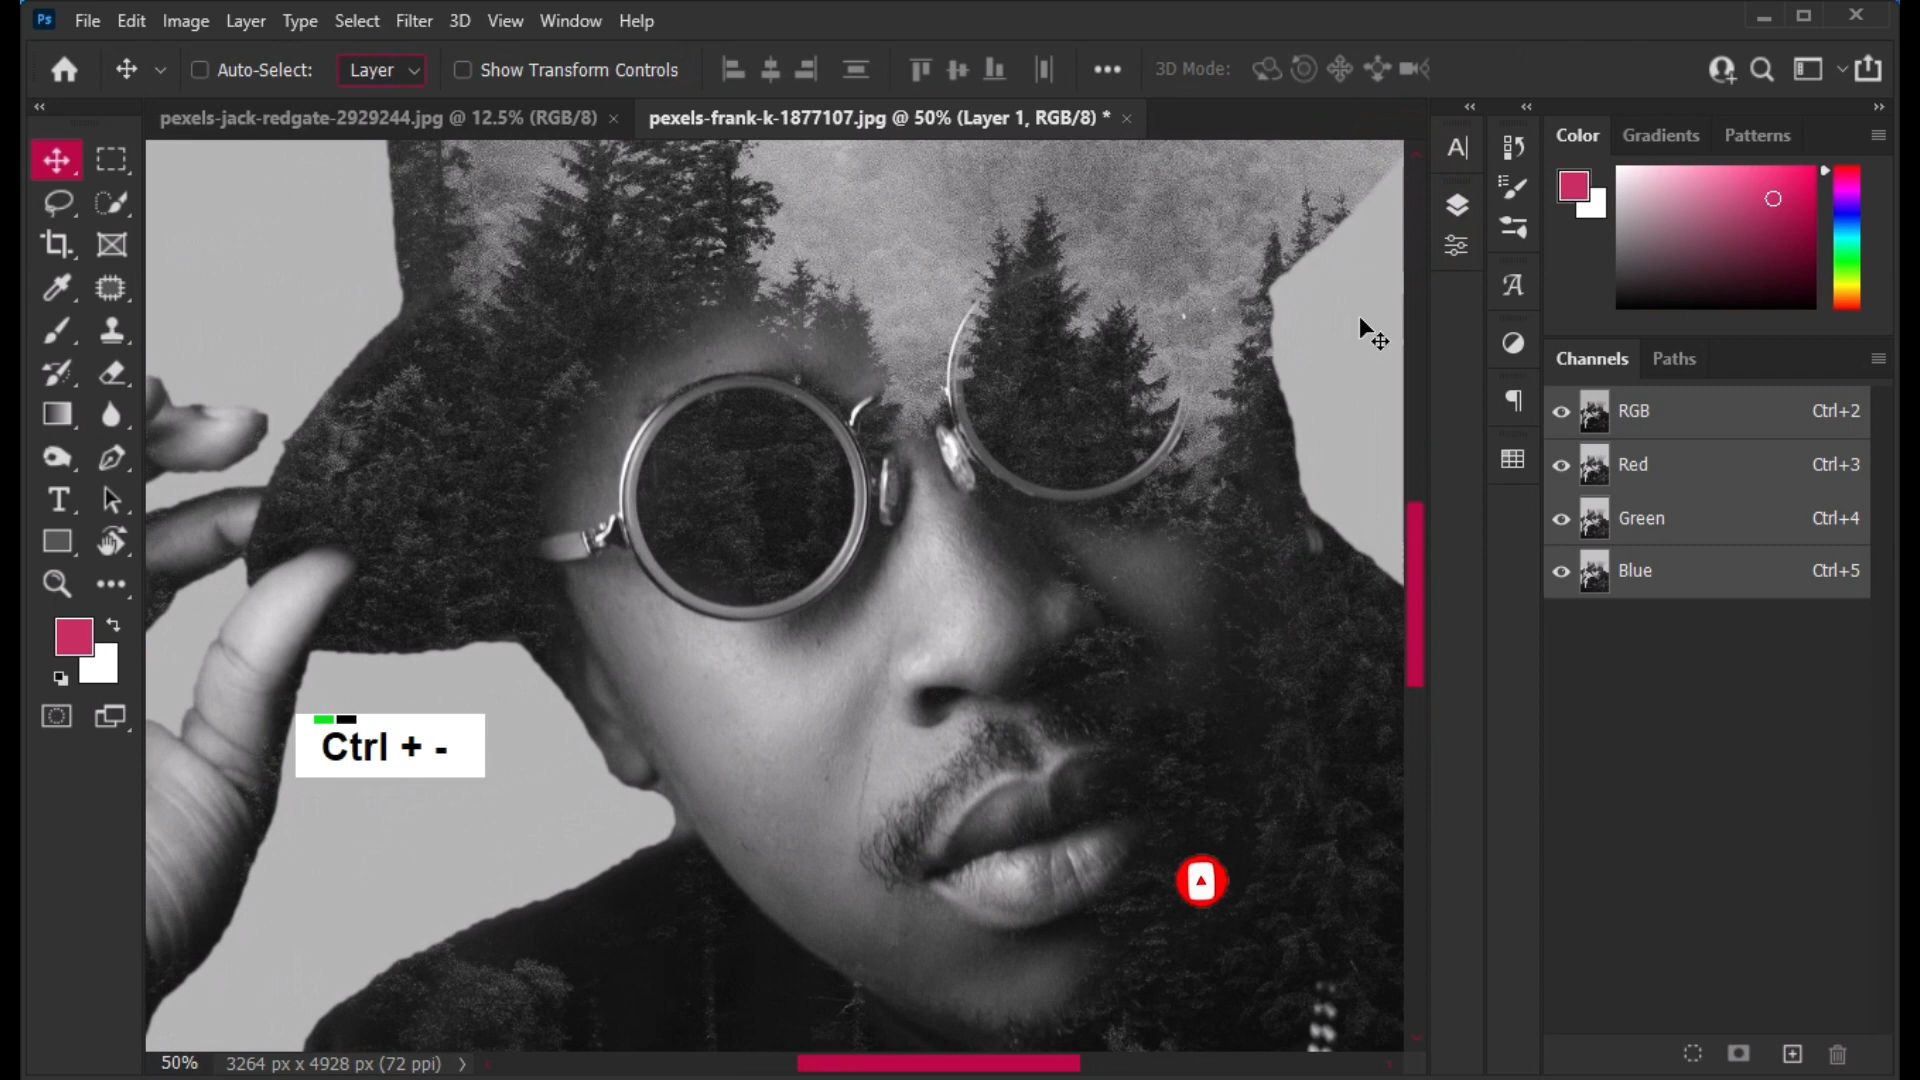 Ps File Edit Image Layer Type Select Filter 3D View Window Help
Auto-Select: Layer Show Transform Controls 3D Mode:
pexels-jack-redgate-2929244.jpg @ 12.5% (RGB/8) × pexels-frank-k-1877107.jpg @ 50% (Layer 1, RGB/8) * ×
Color Gradients Patterns
Channels Paths
RGB Ctrl+2
Red Ctrl+3
Green Ctrl+4
Blue Ctrl+5
Ctrl + -
50% 3264 px x 4928 px (72 ppi)